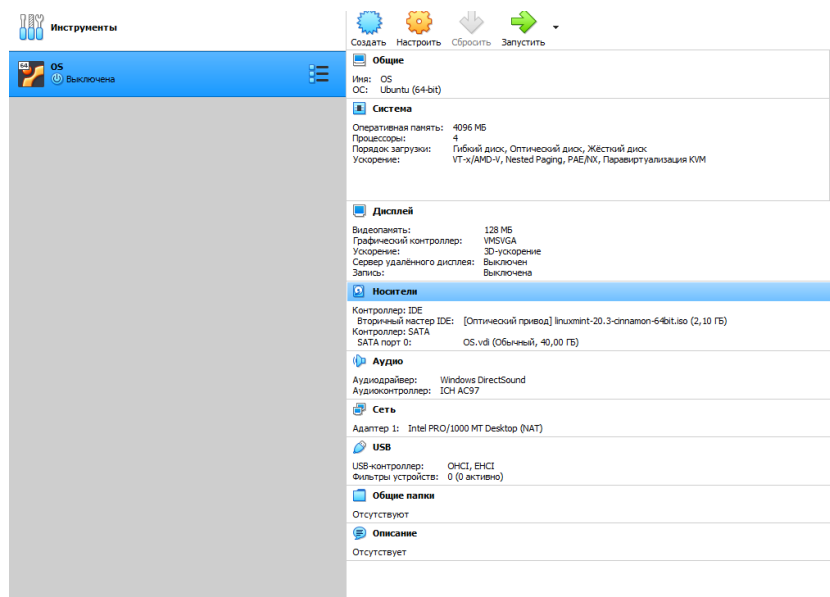 Инструменты
Создать Настроить Сбросить Запустить
64
OS
Выключена
Общие
Имя: OS
ОС: Ubuntu (64-bit)
Система
Оперативная память: 4096 МБ
Процессоры: 4
Порядок загрузки: Гибкий диск, Оптический диск, Жёсткий диск
Ускорение: VT-x/AMD-V, Nested Paging, PAE/NX, Паравиртуализация KVM
Дисплей
Видеопамять: 128 МБ
Графический контроллер: VMSVGA
Ускорение: 3D-ускорение
Сервер удалённого дисплея: Выключен
Запись: Выключена
Носители
Контроллер: IDE
Вторичный мастер IDE: [Оптический привод] linuxmint-20.3-cinnamon-64bit.iso (2,10 ГБ)
Контроллер: SATA
SATA порт 0: OS.vdi (Обычный, 40,00 ГБ)
Аудио
Аудиодрайвер: Windows DirectSound
Аудиоконтроллер: ICH AC97
Сеть
Адаптер 1: Intel PRO/1000 MT Desktop (NAT)
USB
USB-контроллер: OHCI, EHCI
Фильтры устройств: 0 (0 активно)
Общие папки
Отсутствуют
Описание
Отсутствует